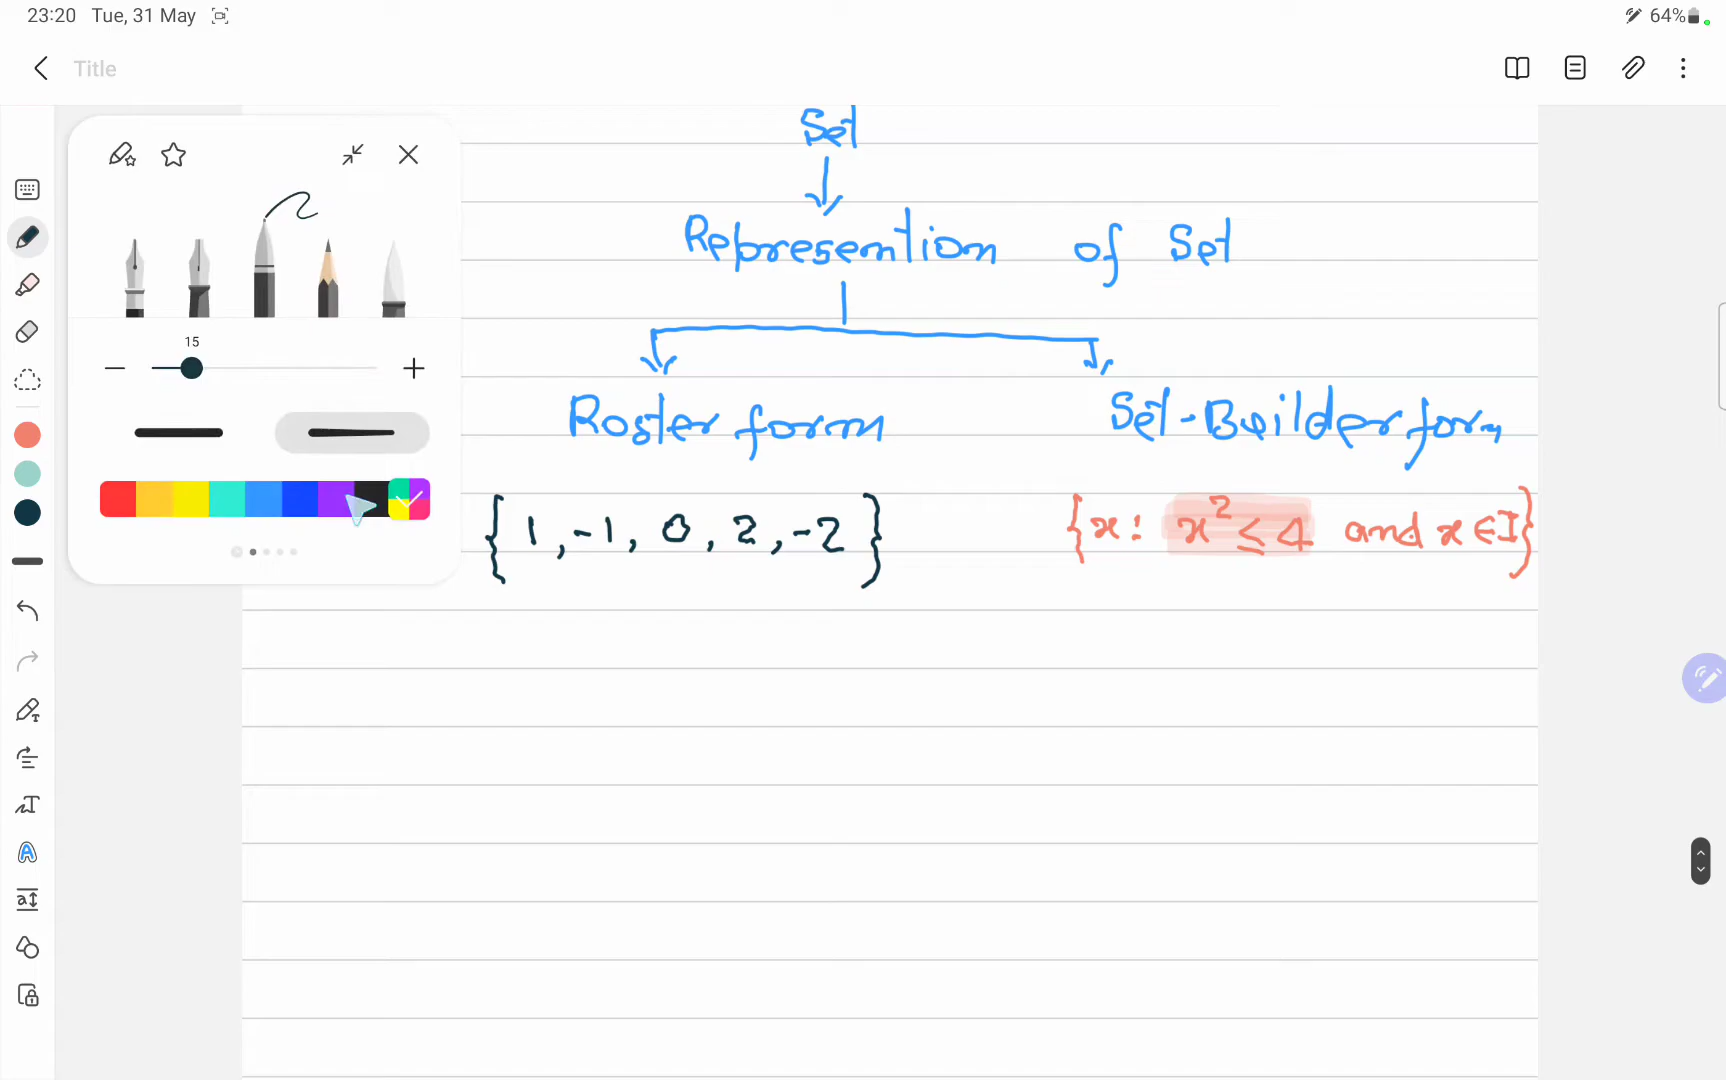 23:20 Tue, 31 May 64%
Title
Set
Represention of Set
15
Roster form Set-Builder form
{1, -1, 0, 2, -2} {x: x² ≤ 4 and x ∈ I}